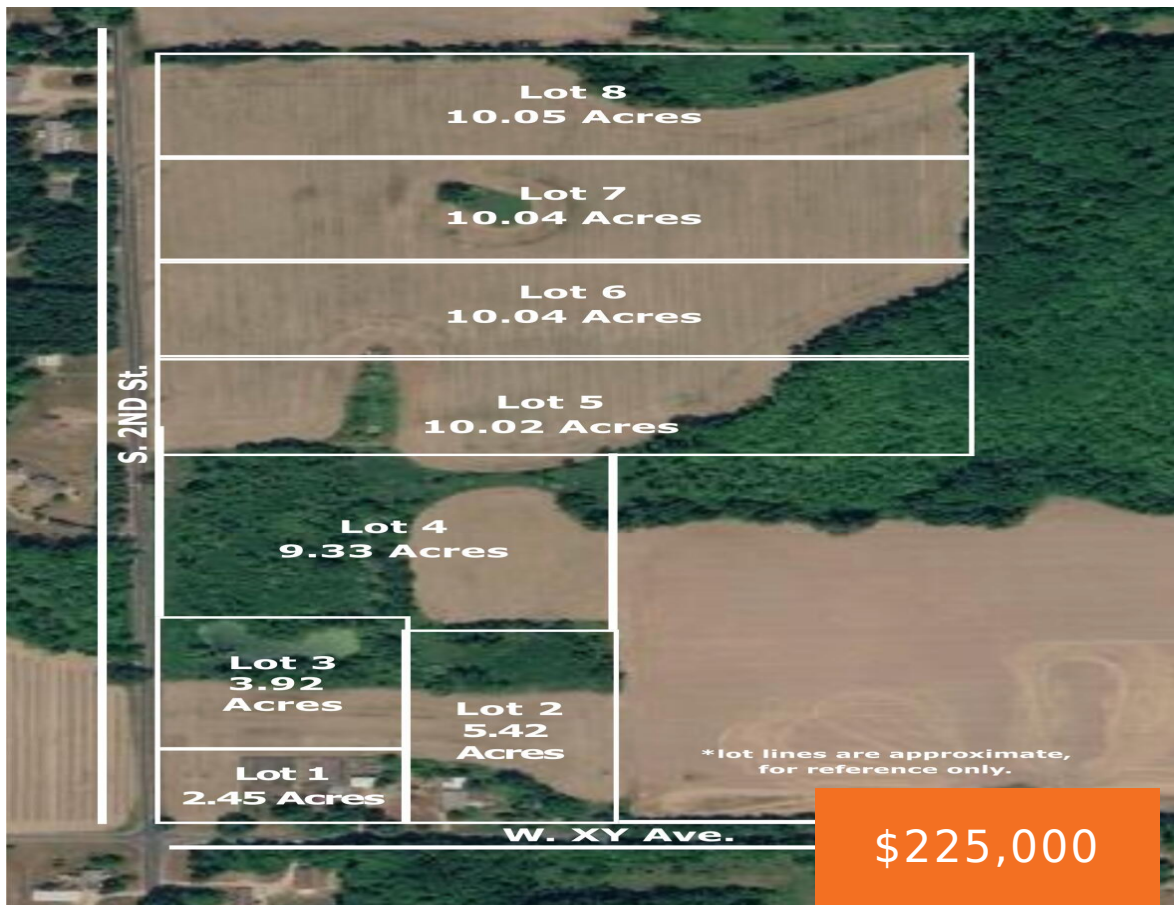 Lot 8
10.05 Acres
Lot 7
10.04 Acres
Lot 6
10.04 Acres
S. 2ND St.
Lot 5
10.02 Acres
Lot 4
9.33 Acres
Lot 3
3.92
Acres
Lot 2
5.42
Acres
Lot 1
2.45 Acres
*lot lines are approximate,
for reference only.
W. XY Ave.
$225,000